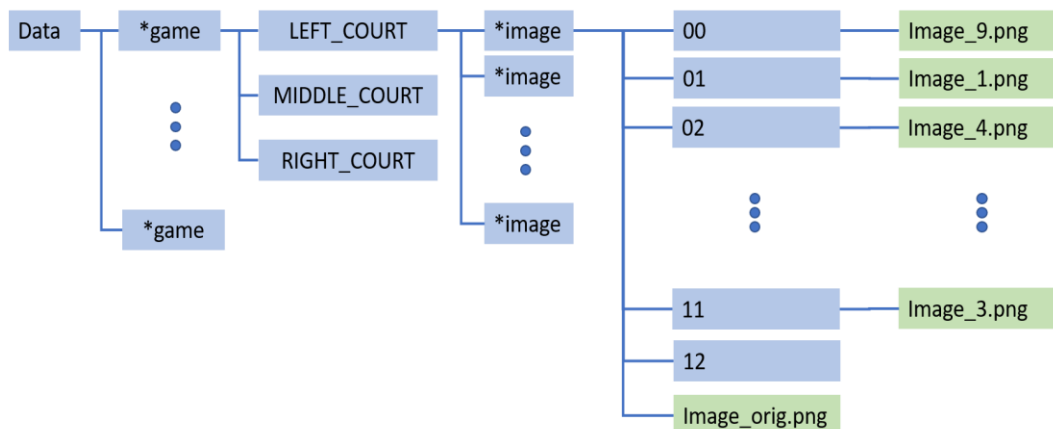 Data
*game
LEFT_COURT
*image
00
Image_9.png
*image
01
Image_1.png
MIDDLE_COURT
02
Image_4.png
RIGHT_COURT
*game
*image
11
Image_3.png
12
Image_orig.png